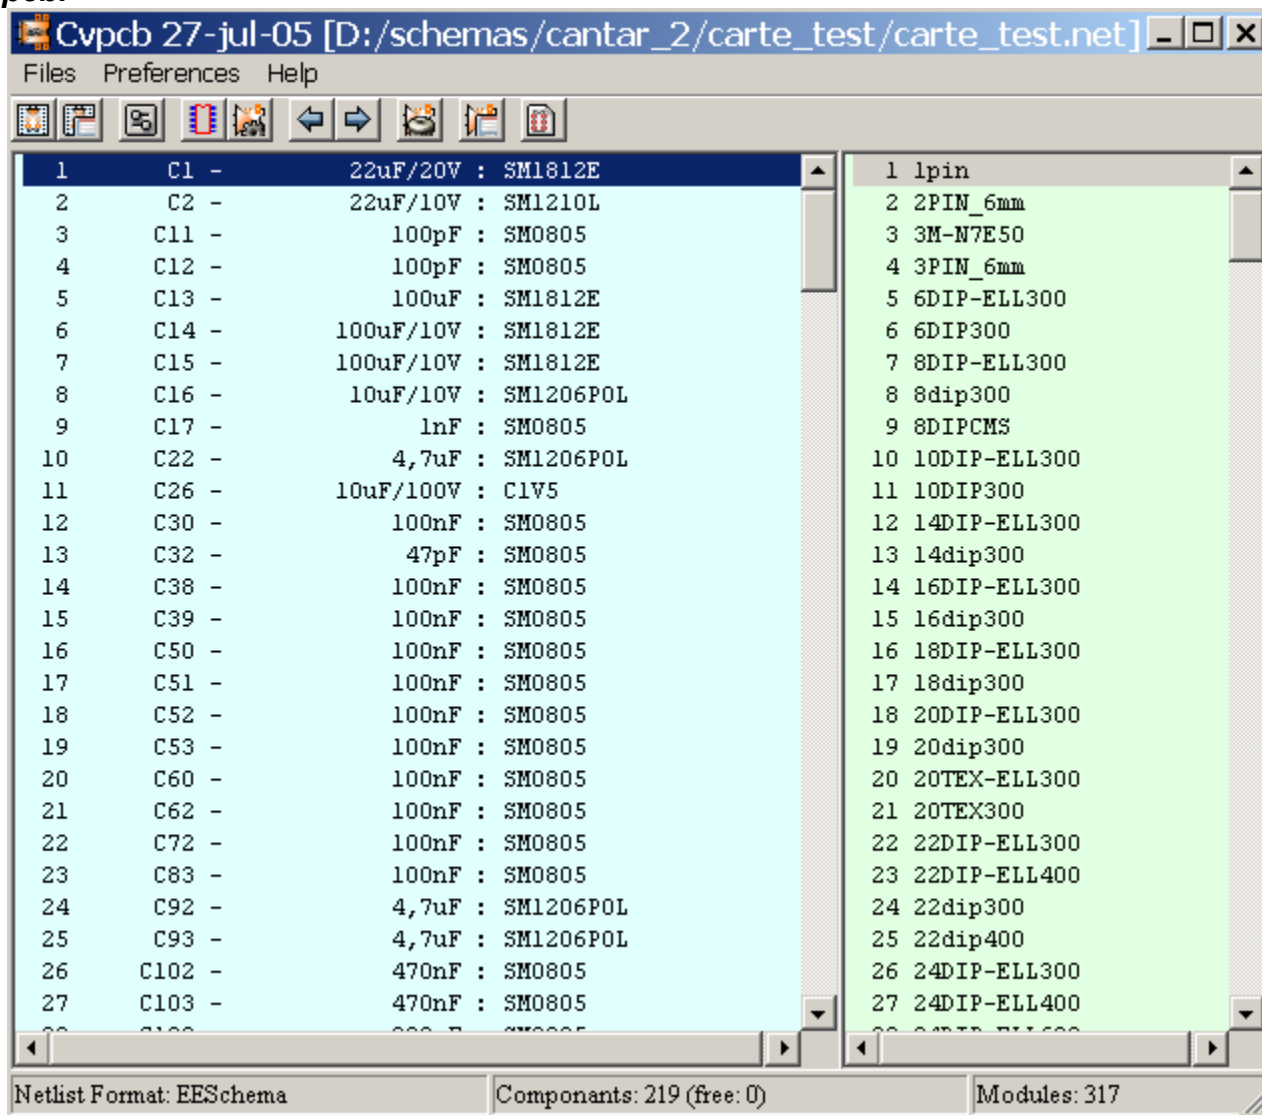 Cvpcb 27-jul-05 [D:/schemas/cantar_2/carte_test/carte_test.net]
Files Preferences Help
1 C1 - 22uF/20V : SM1812E
2 C2 - 22uF/10V : SM1210L
3 C11 - 100pF : SM0805
4 C12 - 100pF : SM0805
5 C13 - 100uF : SM1812E
6 C14 - 100uF/10V : SM1812E
7 C15 - 100uF/10V : SM1812E
8 C16 - 10uF/10V : SM1206POL
9 C17 - 1nF : SM0805
10 C22 - 4,7uF : SM1206POL
11 C26 - 10uF/100V : C1V5
12 C30 - 100nF : SM0805
13 C32 - 47pF : SM0805
14 C38 - 100nF : SM0805
15 C39 - 100nF : SM0805
16 C50 - 100nF : SM0805
17 C51 - 100nF : SM0805
18 C52 - 100nF : SM0805
19 C53 - 100nF : SM0805
20 C60 - 100nF : SM0805
21 C62 - 100nF : SM0805
22 C72 - 100nF : SM0805
23 C83 - 100nF : SM0805
24 C92 - 4,7uF : SM1206POL
25 C93 - 4,7uF : SM1206POL
26 C102 - 470nF : SM0805
27 C103 - 470nF : SM0805
1 1pin
2 2PIN_6mm
3 3M-N7E50
4 3PIN_6mm
5 6DIP-ELL300
6 6DIP300
7 8DIP-ELL300
8 8dip300
9 8DIPCMS
10 10DIP-ELL300
11 10DIP300
12 14DIP-ELL300
13 14dip300
14 16DIP-ELL300
15 16dip300
16 18DIP-ELL300
17 18dip300
18 20DIP-ELL300
19 20dip300
20 20TEX-ELL300
21 20TEX300
22 22DIP-ELL300
23 22DIP-ELL400
24 22dip300
25 22dip400
26 24DIP-ELL300
27 24DIP-ELL400
Netlist Format: EESchema
Componants: 219 (free: 0)
Modules: 317